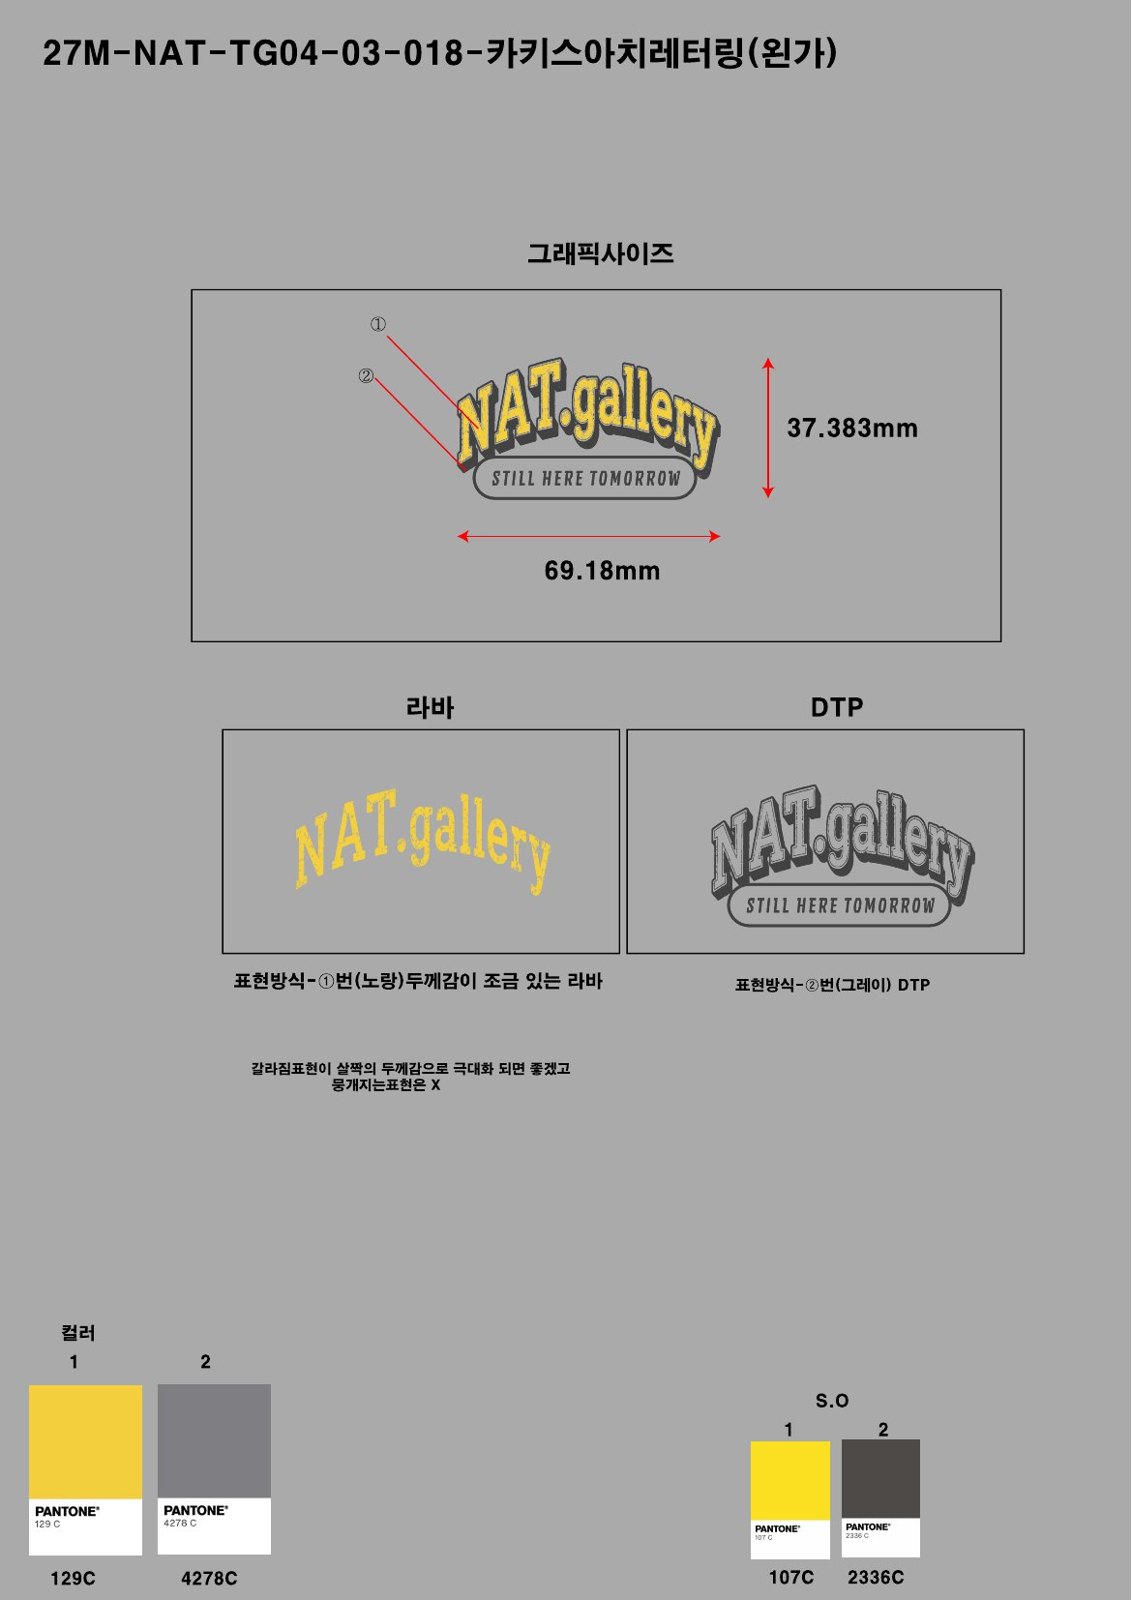 27M-NAT-TG04-03-018-카키스아치레터링(왼가)
그래픽사이즈
①
②
NAT.gallery
STILL HERE TOMORROW
37.383mm
69.18mm
라바
DTP
NAT.gallery
NAT.gallery
STILL HERE TOMORROW
표현방식-①번(노랑)두께감이 조금 있는 라바
표현방식-②번(그레이) DTP
갈라짐표현이 살짝의 두께감으로 극대화 되면 좋겠고
뭉개지는표현은 X
컬러
1
2
PANTONE®
129 C
PANTONE®
4278 C
129C
4278C
S.O
1
2
PANTONE®
107 C
PANTONE®
2336 C
107C
2336C